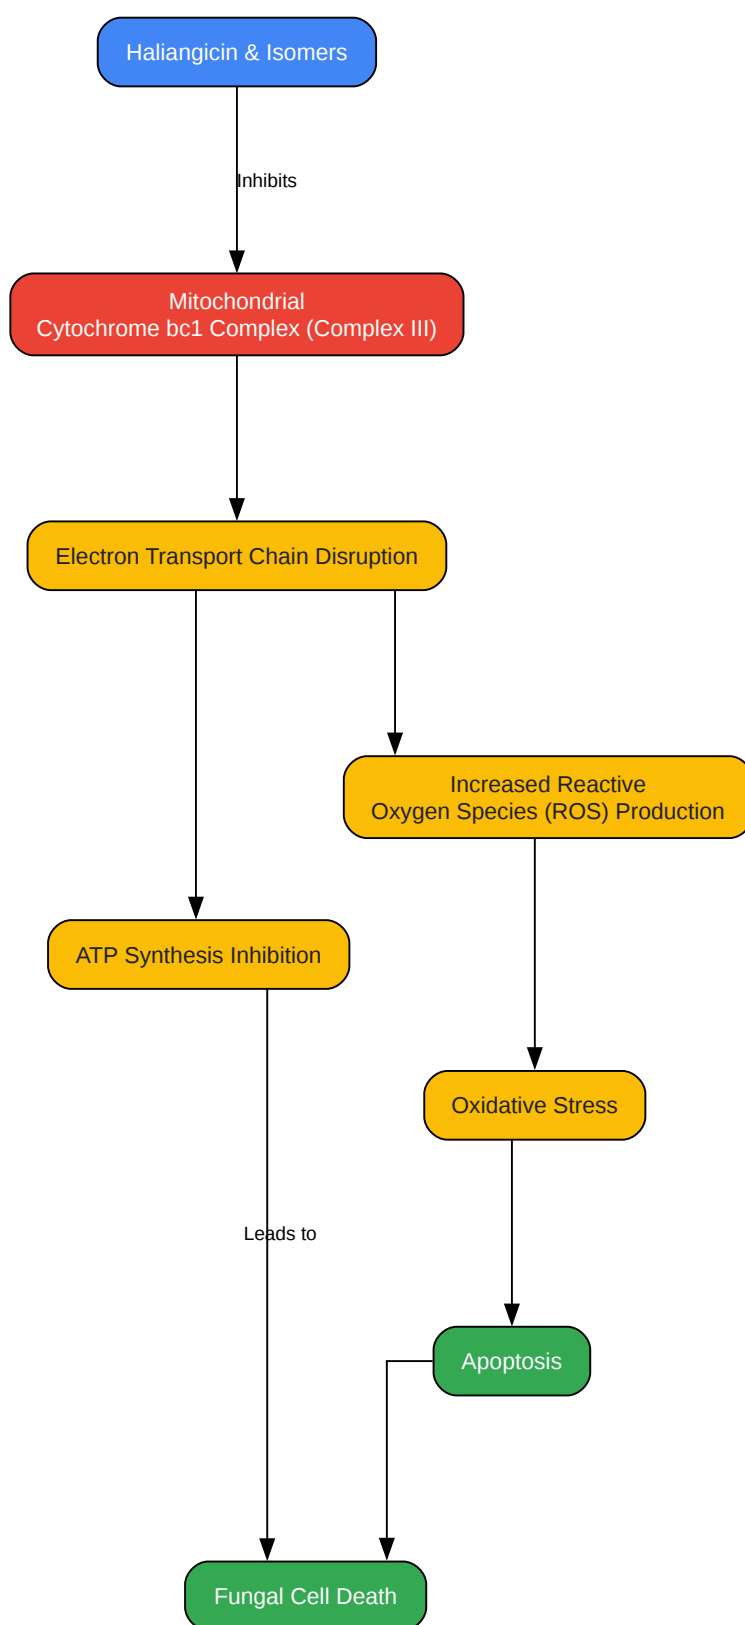 Haliangicin & Isomers
Inhibits
Mitochondrial
Cytochrome bc1 Complex (Complex III)
Electron Transport Chain Disruption
Increased Reactive
Oxygen Species (ROS) Production
ATP Synthesis Inhibition
Oxidative Stress
Leads to
Apoptosis
Fungal Cell Death